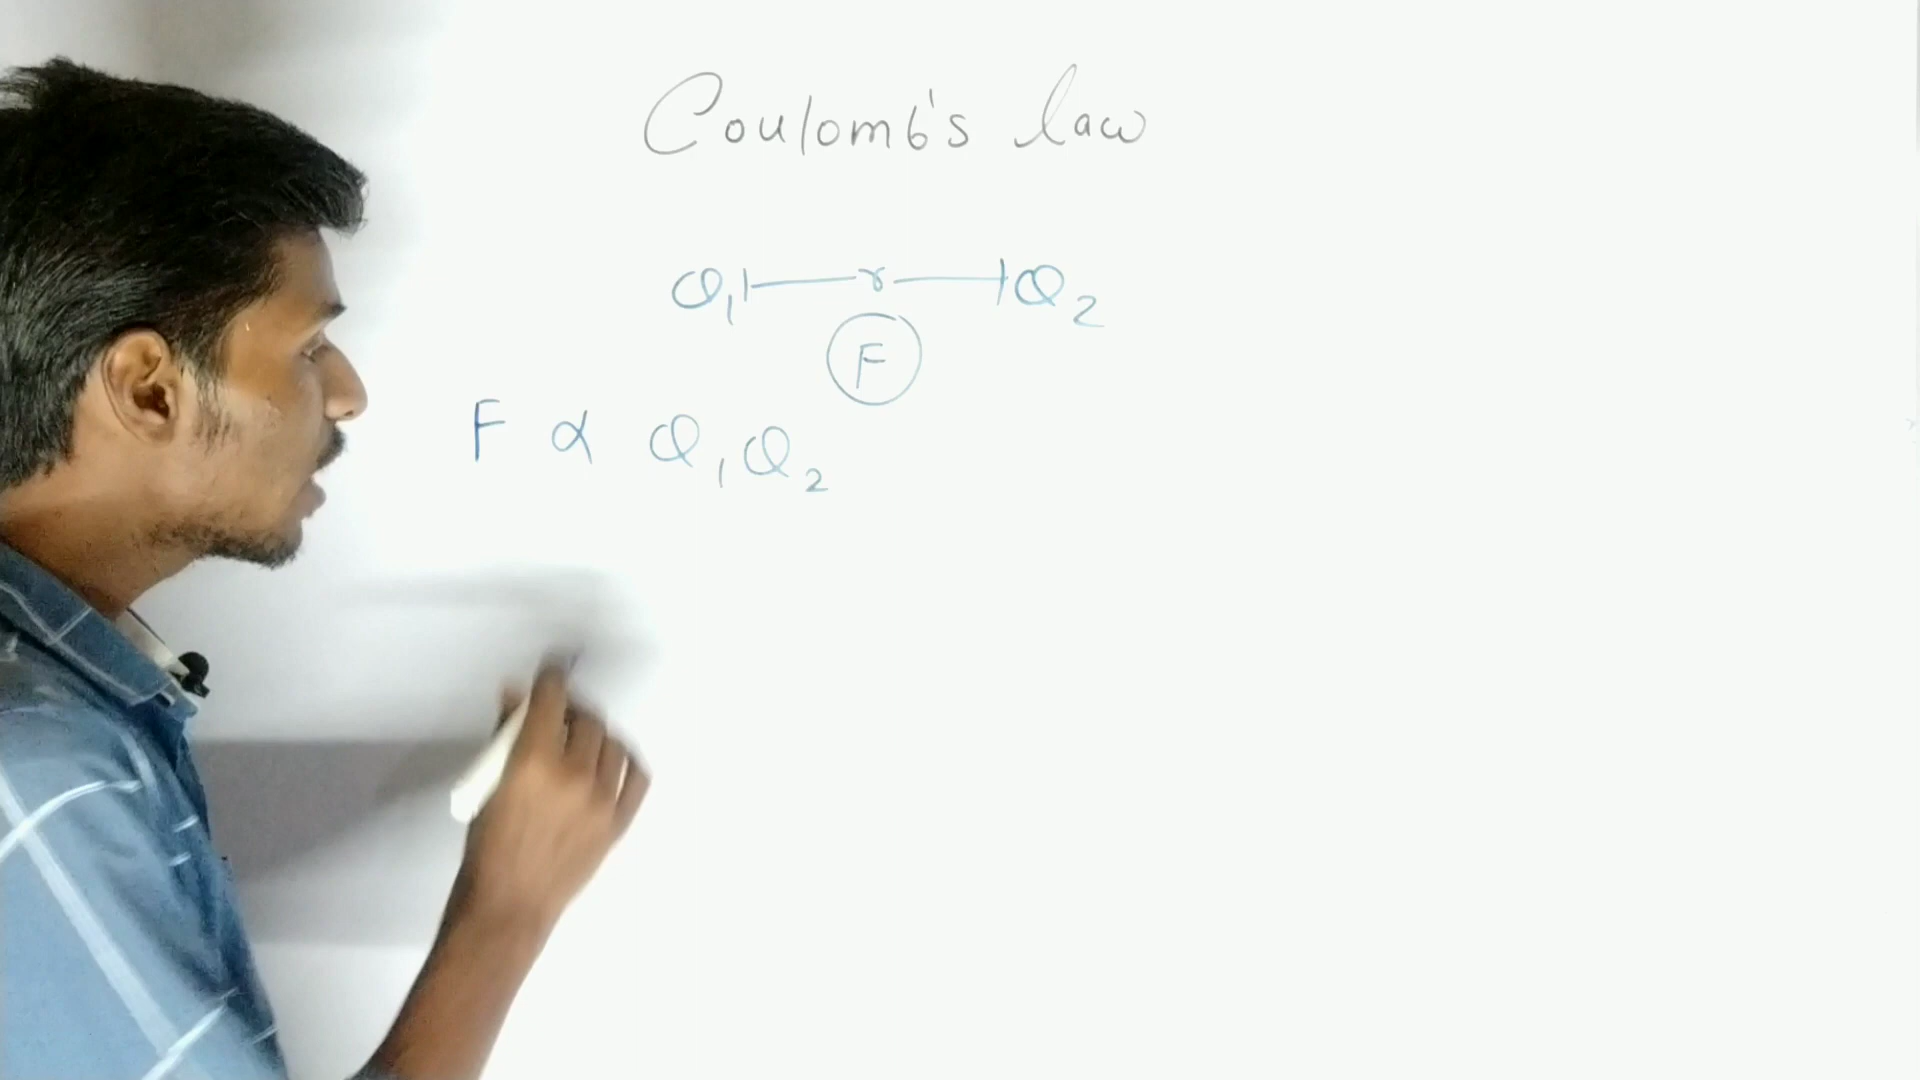 Coulomb's law
Q₁ r Q₂
F
F ∝ Q₁Q₂